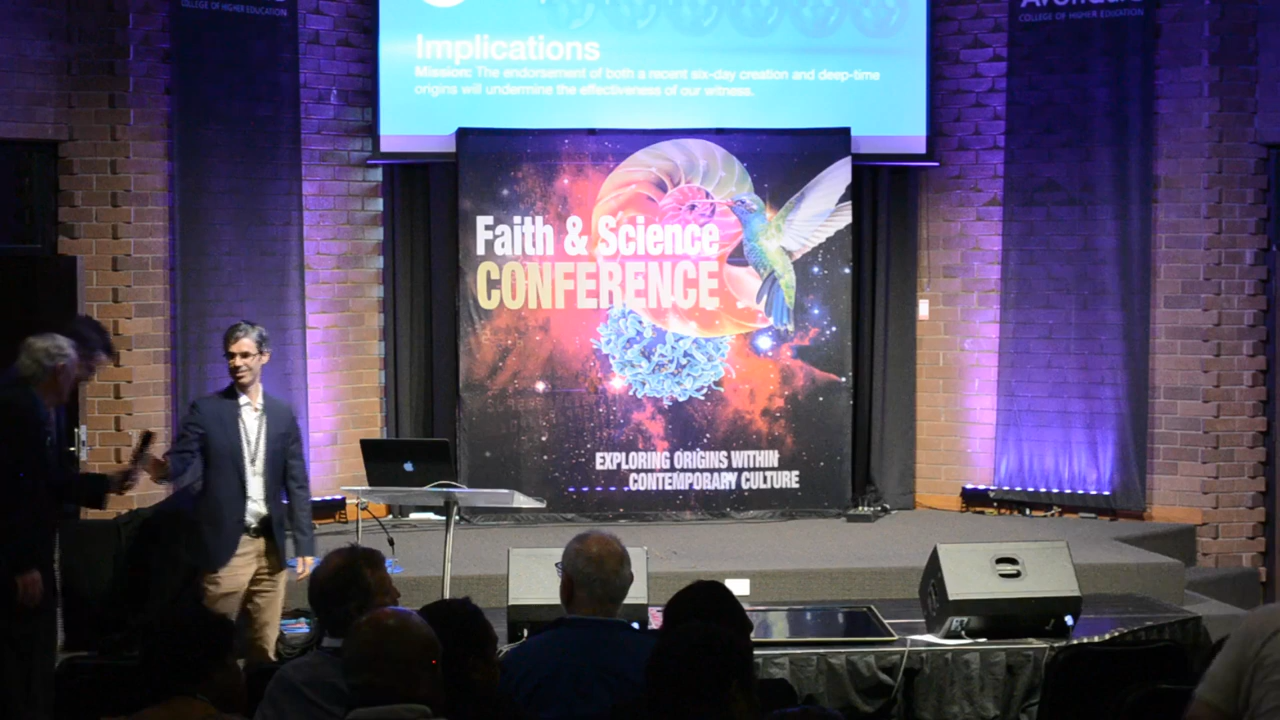 COLLEGE OF HIGHER EDUCATION
COLLEGE OF HIGHER EDUCATION
Implications
Mission: The endorsement of both a recent six-day creation and deep-time
origins will undermine the effectiveness of our witness.
Faith & Science
CONFERENCE
EXPLORING ORIGINS WITHIN
CONTEMPORARY CULTURE